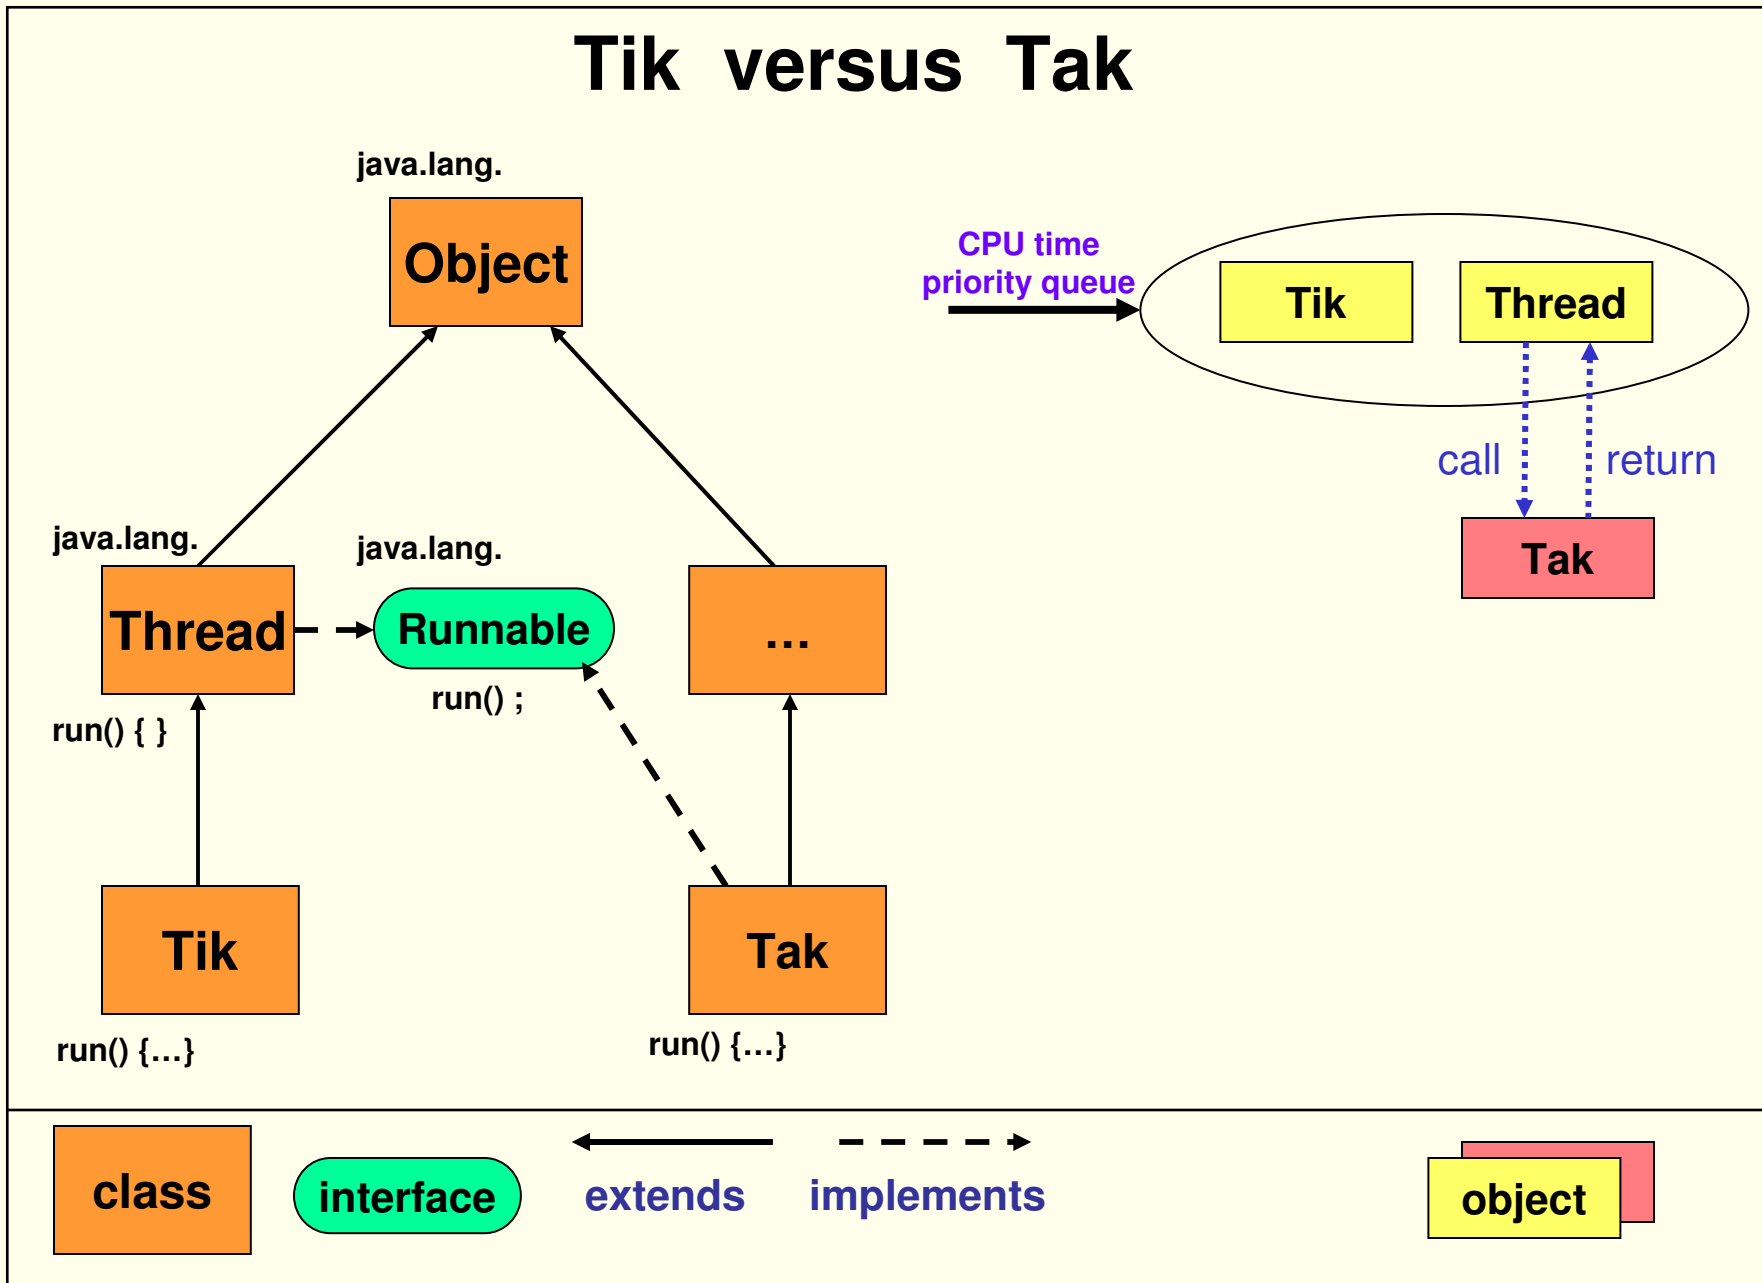 Tik versus Tak
java.lang.
Object
CPU time
priority queue
Tik
Thread
call
return
Tak
java.lang.
java.lang.
Thread
Runnable
...
run() { }
run() ;
Tik
Tak
run() {...}
run() {...}
class
interface
extends
implements
object